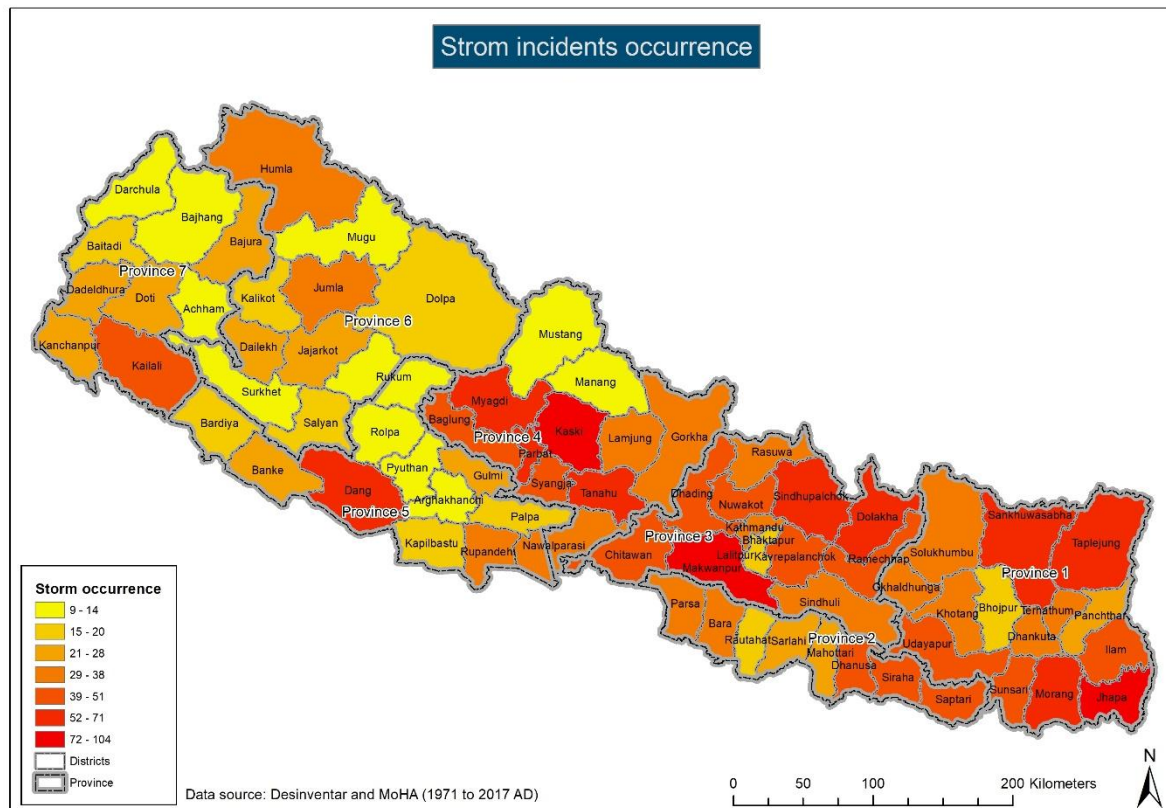 Strom incidents occurrence
Humla
Darchula
Bajhang
Mugu
Baitadi
Bajura
Province 7
Dadeldhura
Doti
Achham
Kalikot
Jumla
Dolpa
Province 6
Mustang
Kanchanpur
Kailali
Dailekh
Jajarkot
Surkhet
Rukum
Manang
Bardiya
Salyan
Rolpa
Myagdi
Baglung
Province 4
Kaski
Lamjung
Gorkha
Parbat
Banke
Pyuthan
Gulmi
Syangja
Tanahu
Dang
Province 5
Arghakhanchi
Palpa
Kapilbastu
Rupandehi
Nawalparasi
Chitawan
Rasuwa
Dhading
Nuwakot
Sindhupalchok
Dolakha
Kathmandu
Bhaktapur
Province 3
Lalitpur
Kavrepalanchok
Ramechhap
Makwanpur
Sindhuli
Solukhumbu
Sankhuwasabha
Taplejung
Province 1
Okhaldhunga
Khotang
Bhojpur
Terhathum
Panchthar
Dhankuta
Udayapur
Ilam
Parsa
Bara
Rautahat
Sarlahi
Province 2
Mahottari
Dhanusa
Siraha
Saptari
Sunsari
Morang
Jhapa
Storm occurrence
9 - 14
15 - 20
21 - 28
29 - 38
39 - 51
52 - 71
72 - 104
Districts
Province
Data source: Desinventar and MoHA (1971 to 2017 AD)
0 50 100 200 Kilometers
N